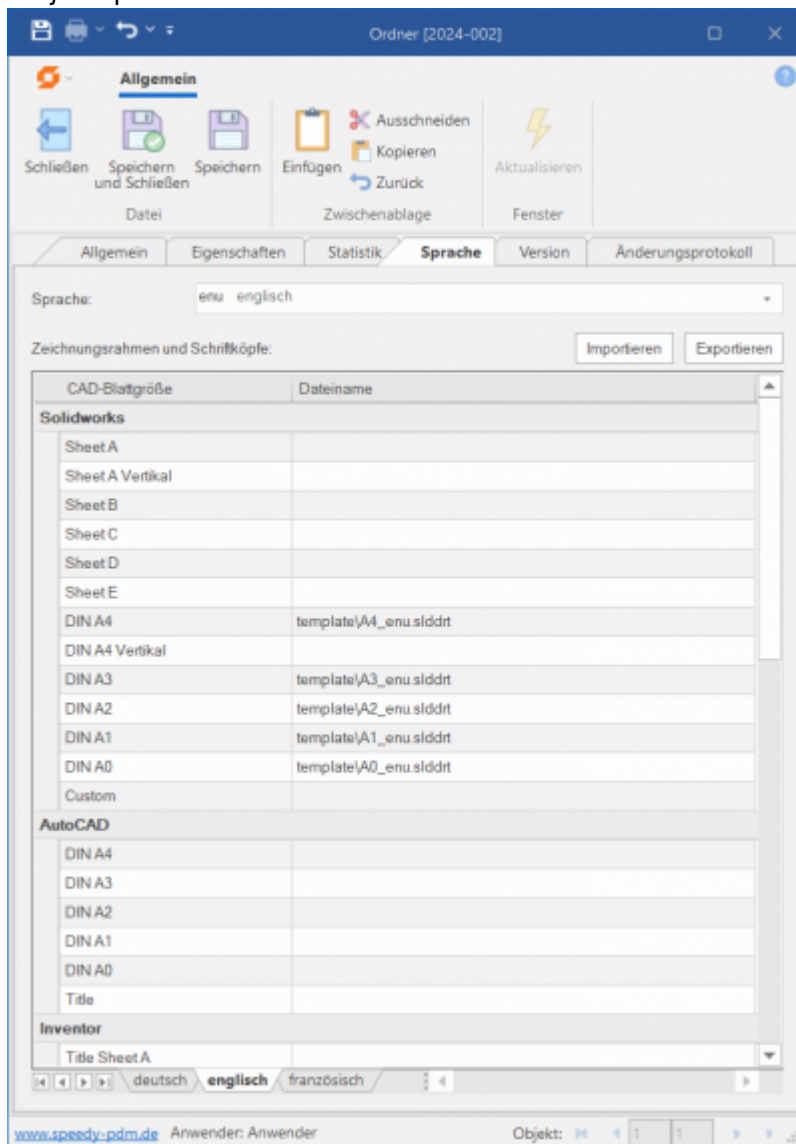 Ordner [2024-002]
Allgemein
Schließen
Speichern und Schließen
Speichern
Einfügen
Ausschneiden
Kopieren
Zurück
Aktualisieren
Datei
Zwischenablage
Fenster
Allgemein Eigenschaften Statistik Sprache Version Änderungsprotokoll
Sprache: enu englisch
Zeichnungsrahmen und Schriftköpfe: Importieren Exportieren
CAD-Blattgröße Dateiname
Solidworks
Sheet A
Sheet A Vertikal
Sheet B
Sheet C
Sheet D
Sheet E
DIN A4 template\A4_enu.slddrt
DIN A4 Vertikal
DIN A3 template\A3_enu.slddrt
DIN A2 template\A2_enu.slddrt
DIN A1 template\A1_enu.slddrt
DIN A0 template\A0_enu.slddrt
Custom
AutoCAD
DIN A4
DIN A3
DIN A2
DIN A1
DIN A0
Title
Inventor
Title Sheet A
deutsch englisch französisch
www.speedy-pdm.de Anwender: Anwender Objekt: 1 1